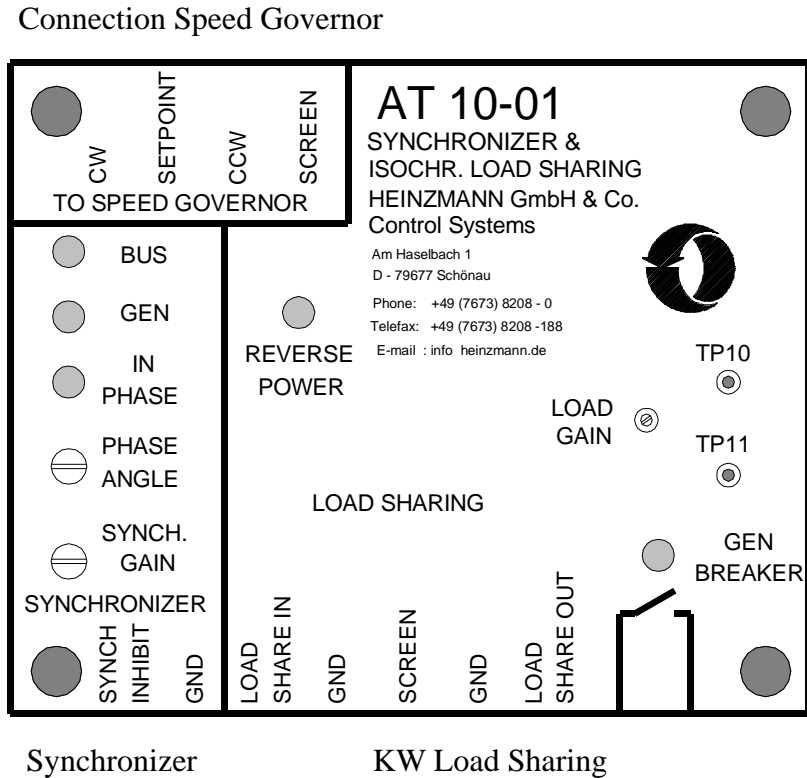 Connection Speed Governor
CW
SETPOINT
CCW
SCREEN
TO SPEED GOVERNOR
AT 10-01
SYNCHRONIZER &
ISOCHR. LOAD SHARING
HEINZMANN GmbH & Co.
Control Systems
Am Haselbach 1
D - 79677 Schönau
Phone: +49 (7673) 8208 - 0
Telefax: +49 (7673) 8208 -188
E-mail : info heinzmann.de
BUS
GEN
IN
PHASE
PHASE
ANGLE
SYNCH.
GAIN
SYNCHRONIZER
SYNCH
INHIBIT
GND
REVERSE
POWER
LOAD SHARING
LOAD
GAIN
TP10
TP11
GEN
BREAKER
LOAD
SHARE IN
GND
SCREEN
GND
LOAD
SHARE OUT
Synchronizer
KW Load Sharing